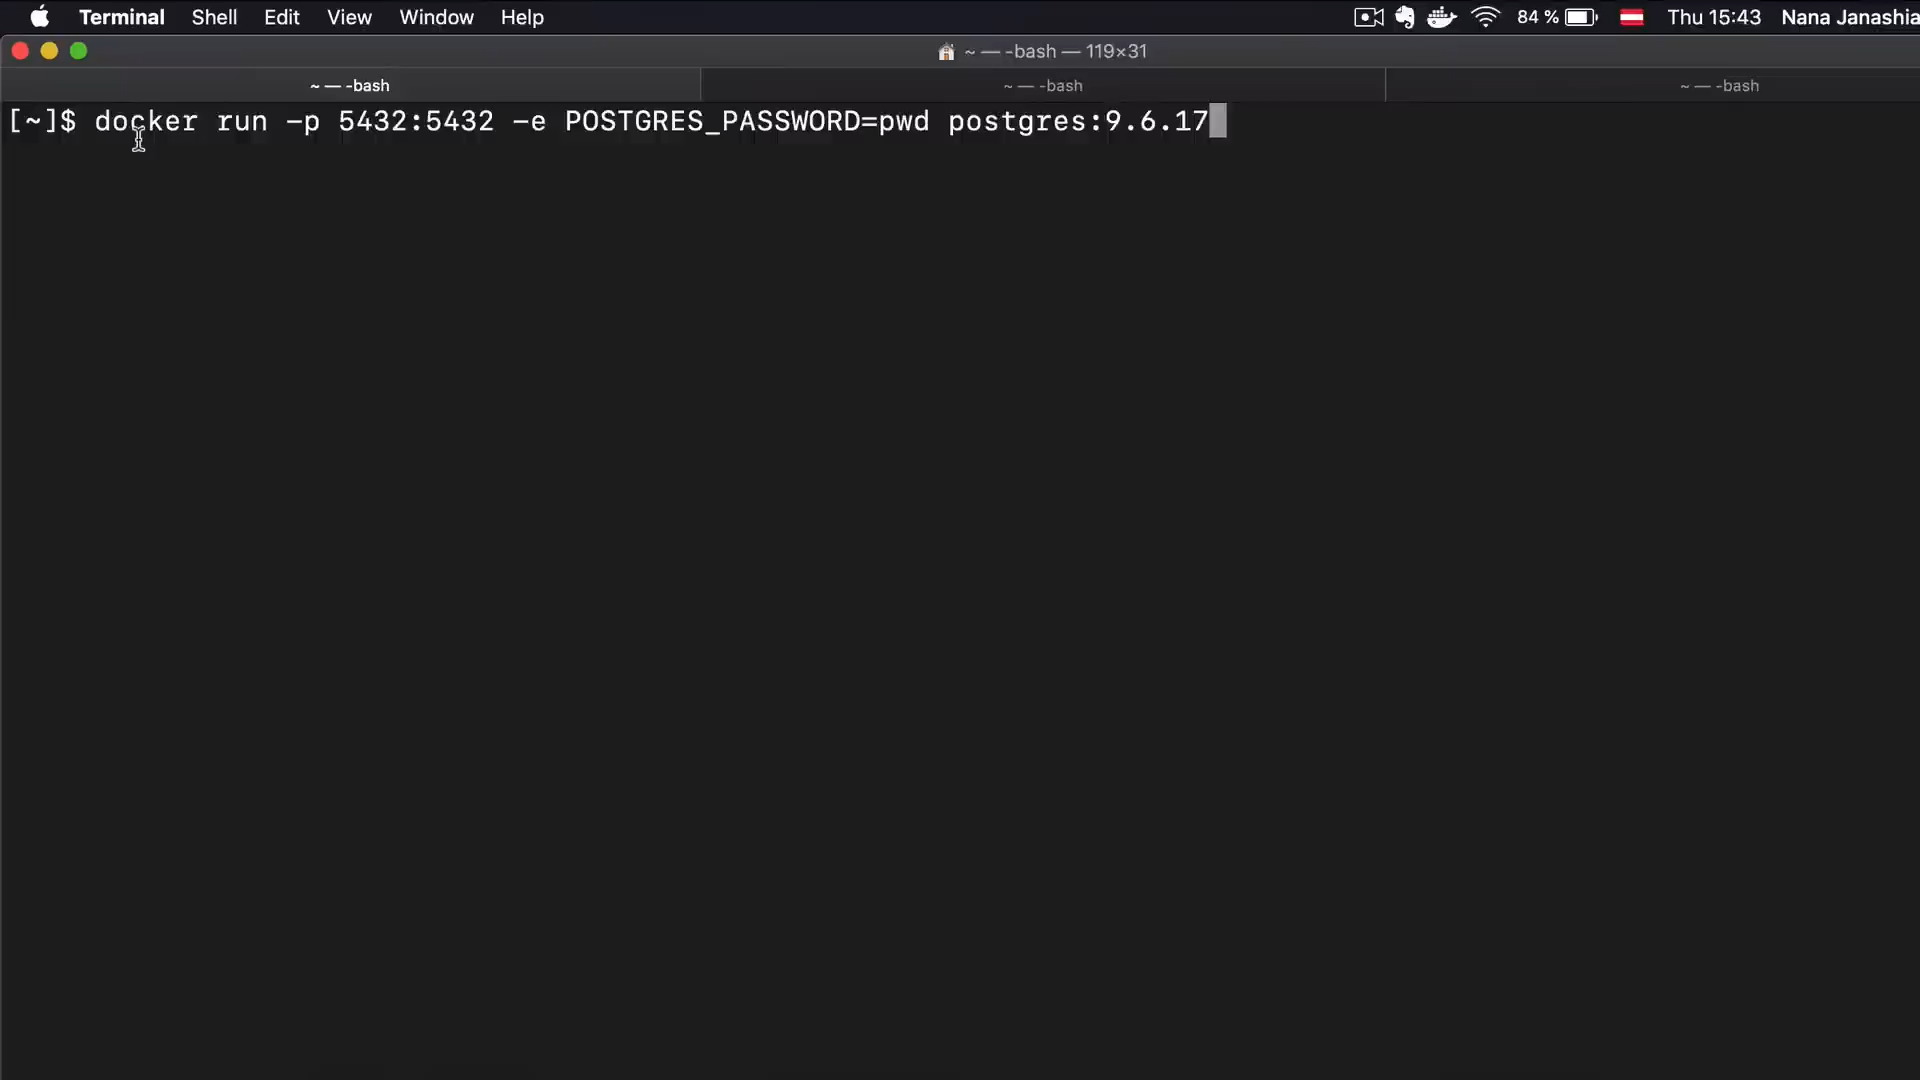 Terminal Shell Edit View Window Help 84 % Thu 15:43 Nana Janashia
~ — -bash — 119×31
~ — -bash ~ — -bash ~ — -bash
[~]$ docker run -p 5432:5432 -e POSTGRES_PASSWORD=pwd postgres:9.6.17